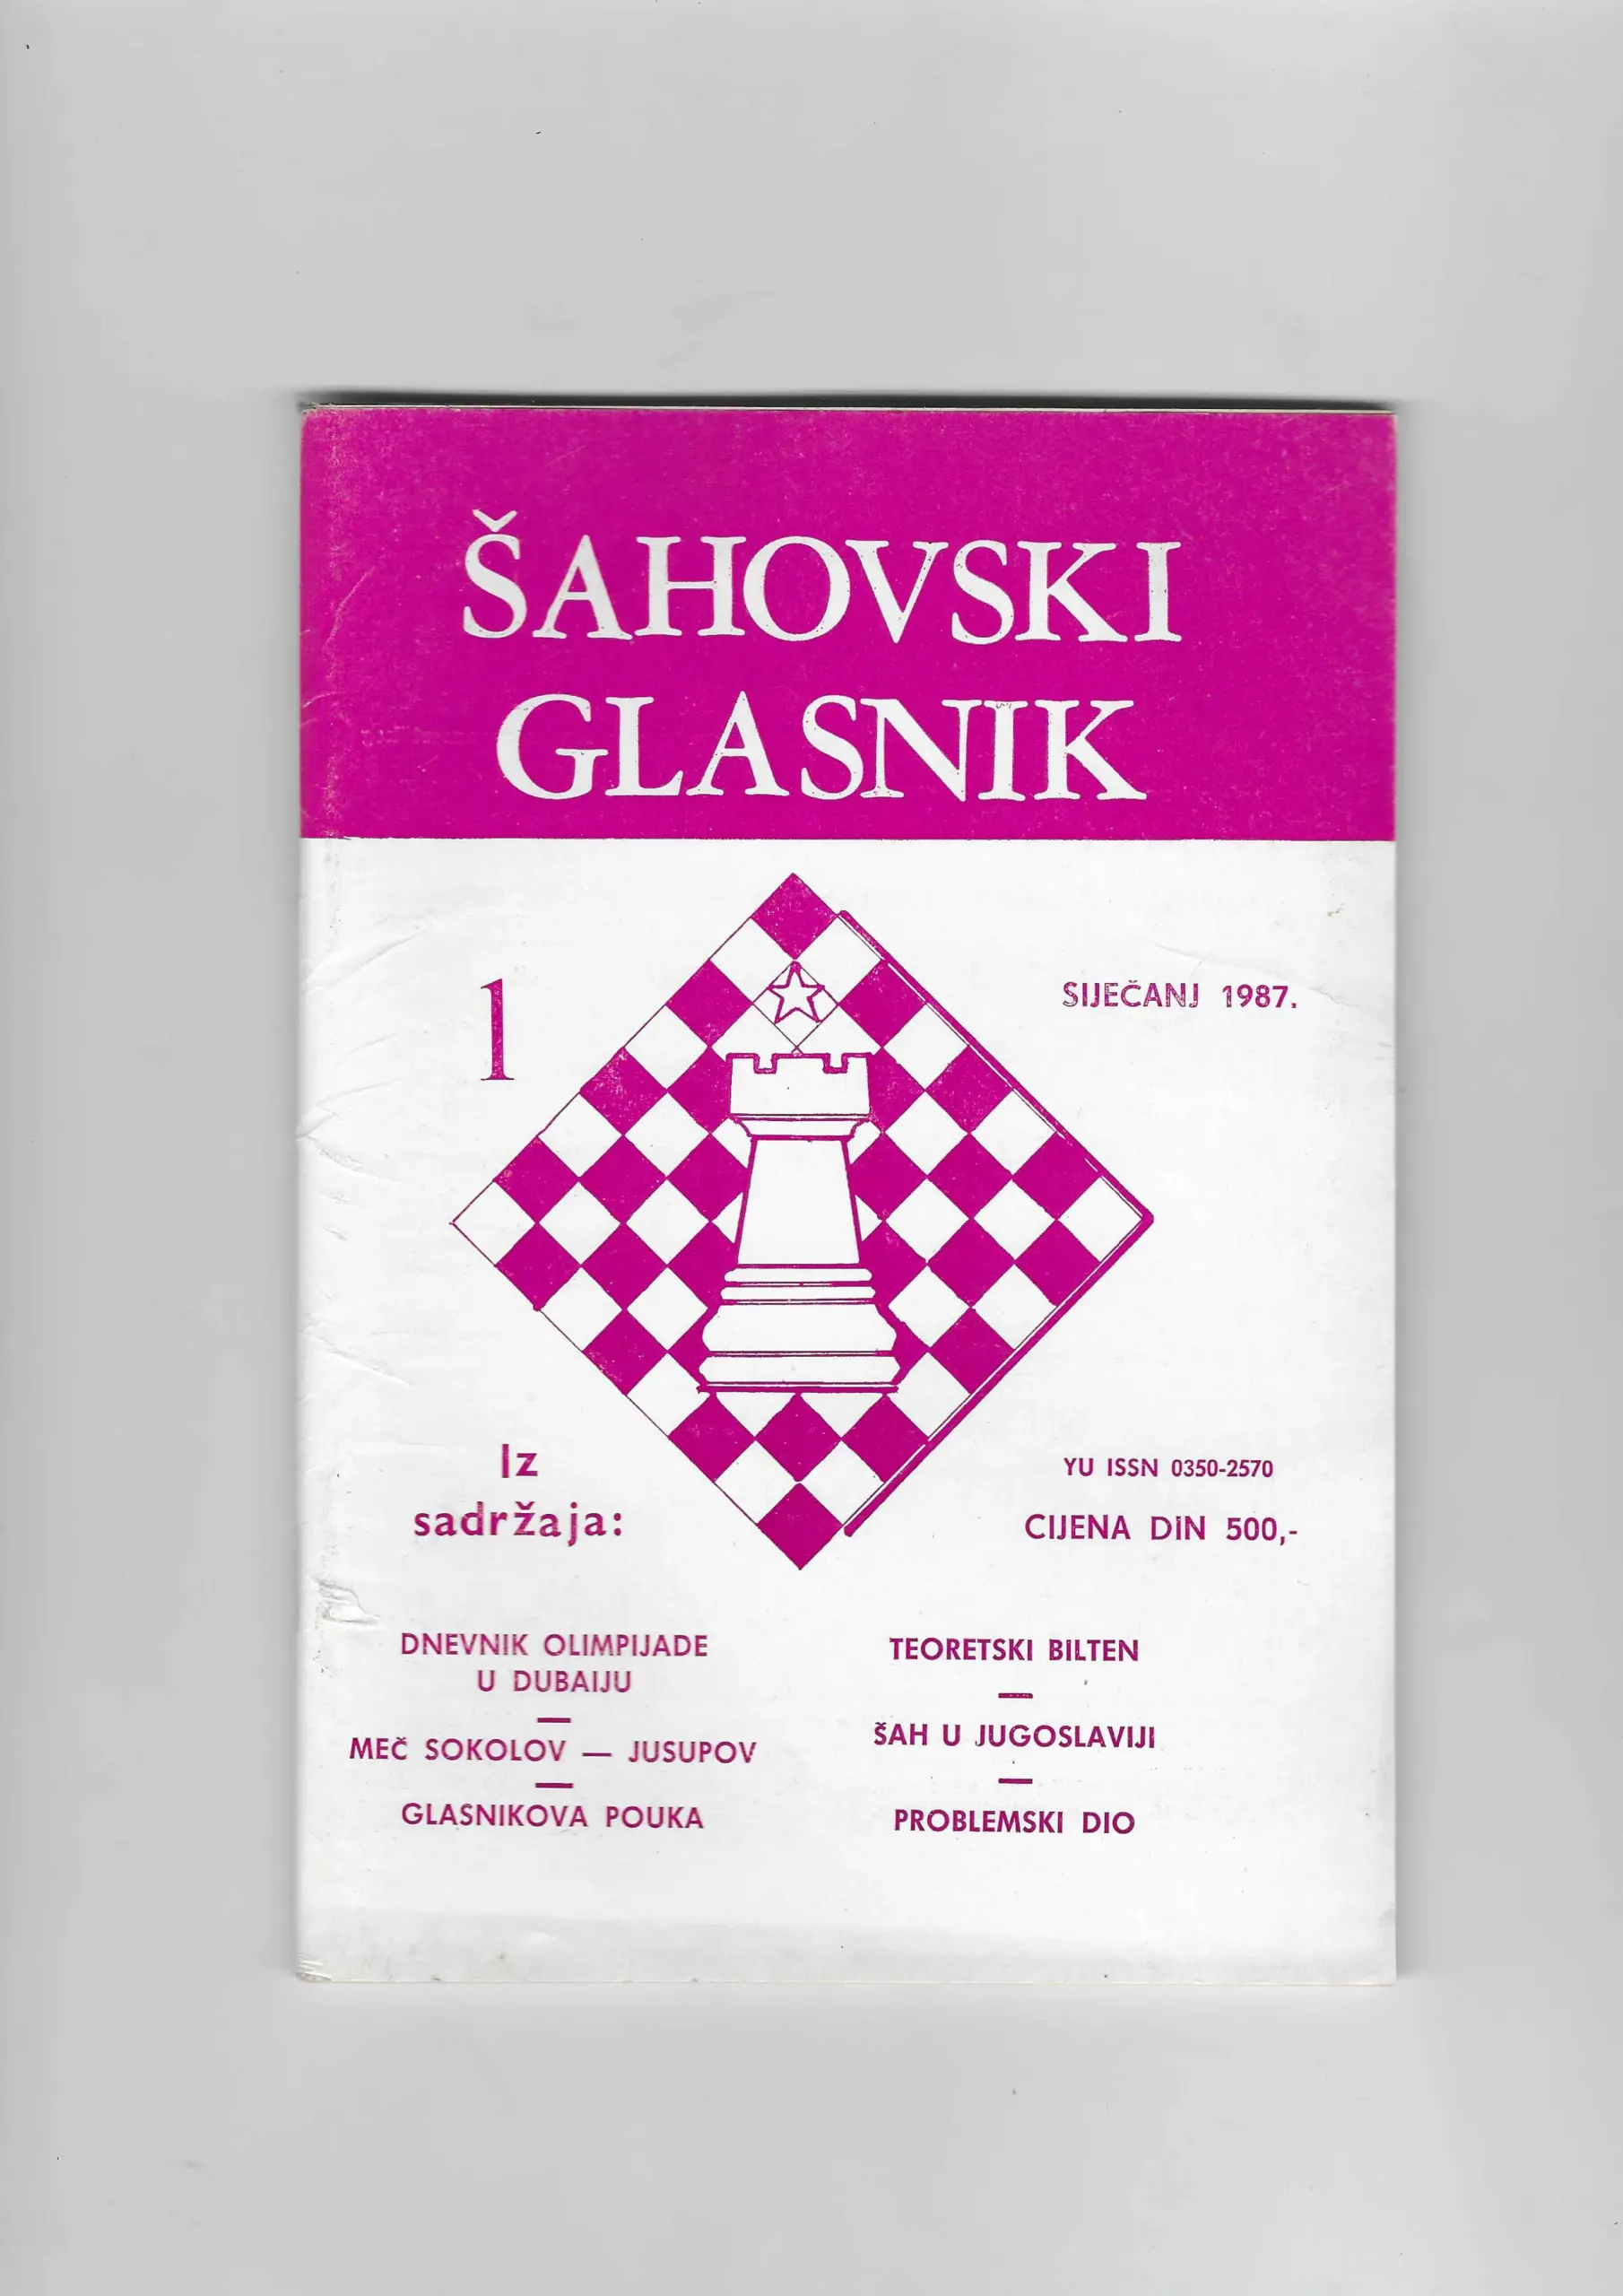 ŠAHOVSKI
GLASNIK
1
SIJEČANJ 1987.
Iz
sadržaja:
YU ISSN 0350-2570
CIJENA DIN 500,-
DNEVNIK OLIMPIJADE
U DUBAIJU
—
MEČ SOKOLOV — JUSUPOV
—
GLASNIKOVA POUKA
TEORETSKI BILTEN
—
ŠAH U JUGOSLAVIJI
—
PROBLEMSKI DIO